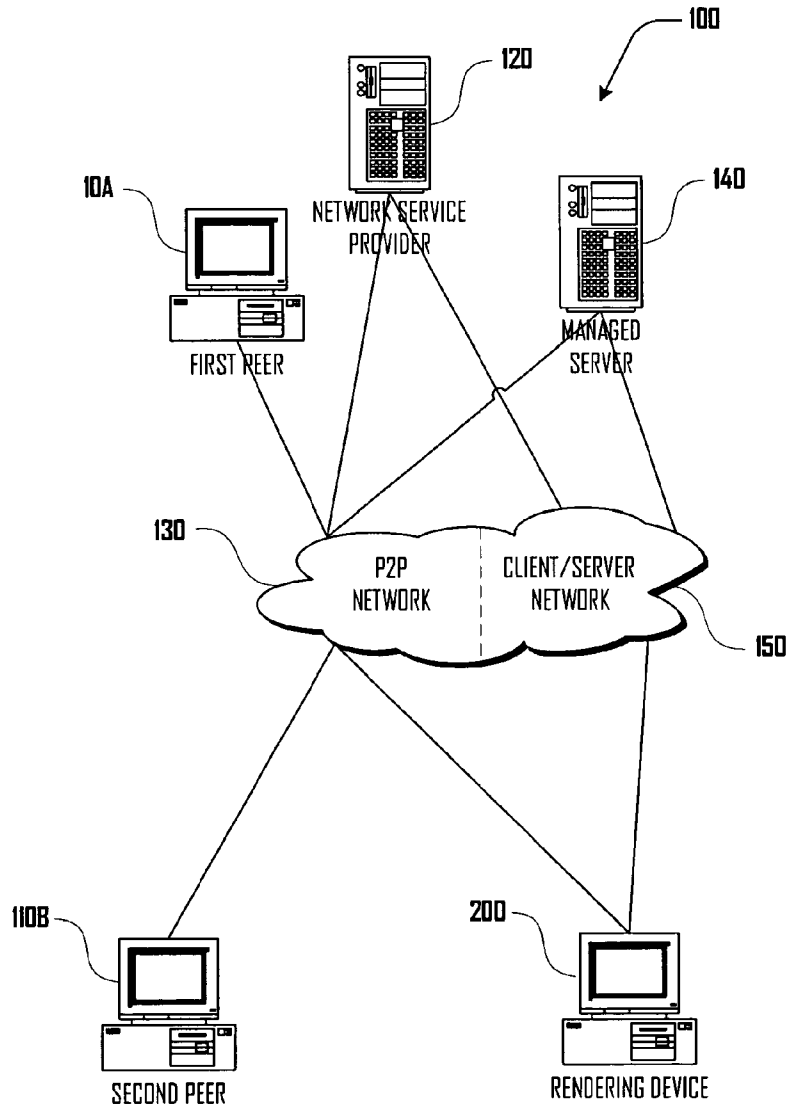 100
120
NETWORK SERVICE
PROVIDER
10A
FIRST PEER
140
MANAGED
SERVER
130
P2P
NETWORK
CLIENT/SERVER
NETWORK
150
110B
SECOND PEER
200
RENDERING DEVICE